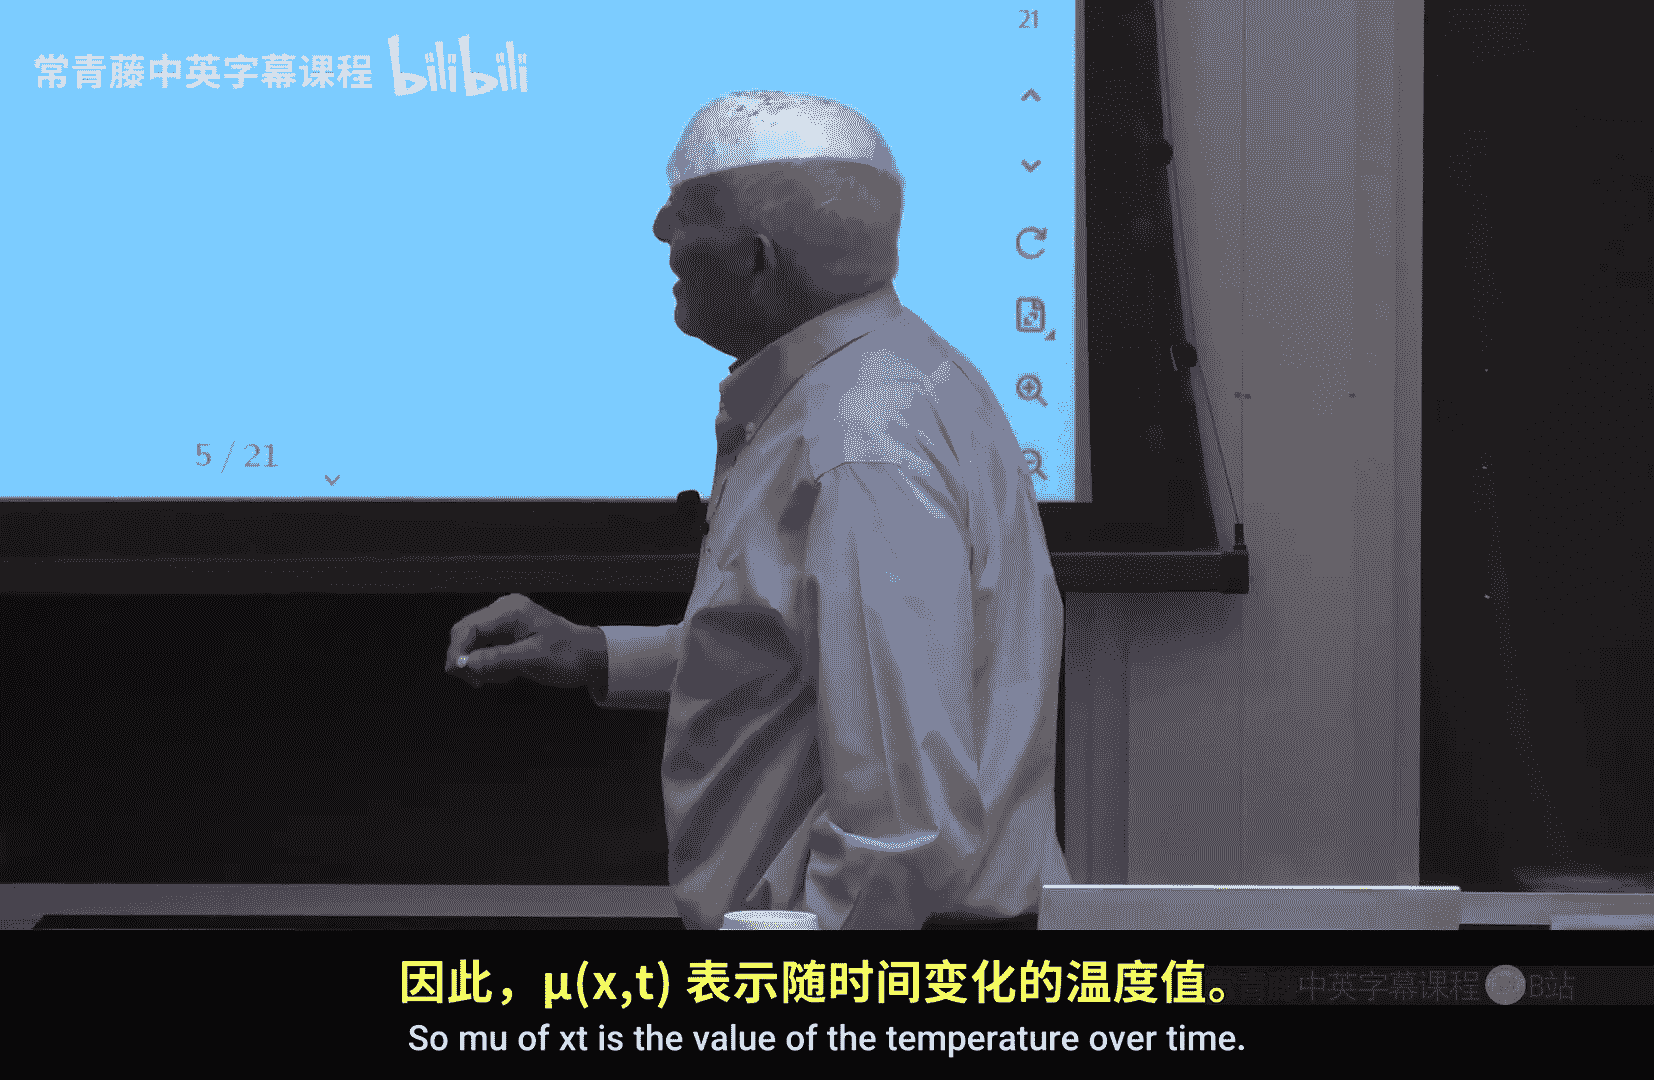 21
常青藤中英字幕课程 bilibili
5 / 21
因此，μ(x,t) 表示随时间变化的温度值。
中英字幕课程 B站
So mu of xt is the value of the temperature over time.